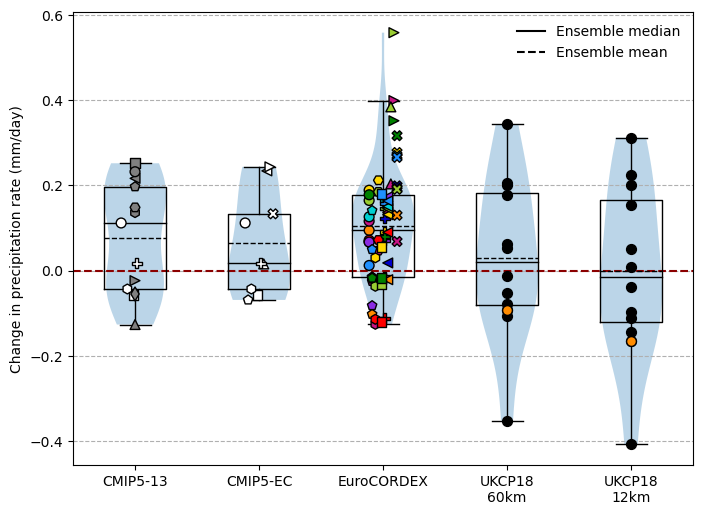 Ensemble median
Ensemble mean
Change in precipitation rate (mm/day)
0.6
0.4
0.2
0.0
−0.2
−0.4
CMIP5-13
CMIP5-EC
EuroCORDEX
UKCP18
60km
UKCP18
12km